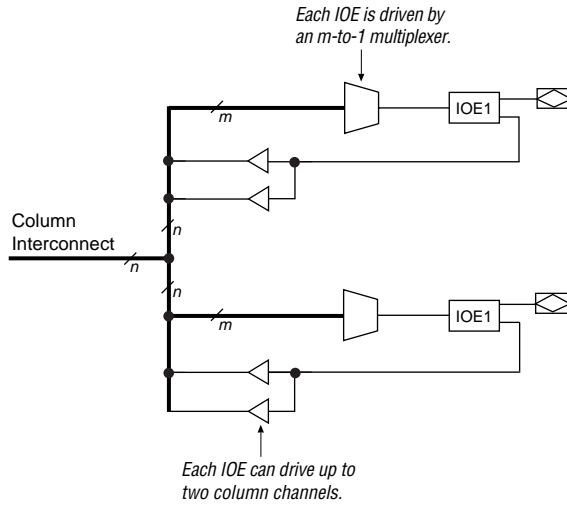 Each IOE is driven by
an m-to-1 multiplexer.
m
IOE1
n
Column
Interconnect
n
n
m
IOE1
Each IOE can drive up to
two column channels.